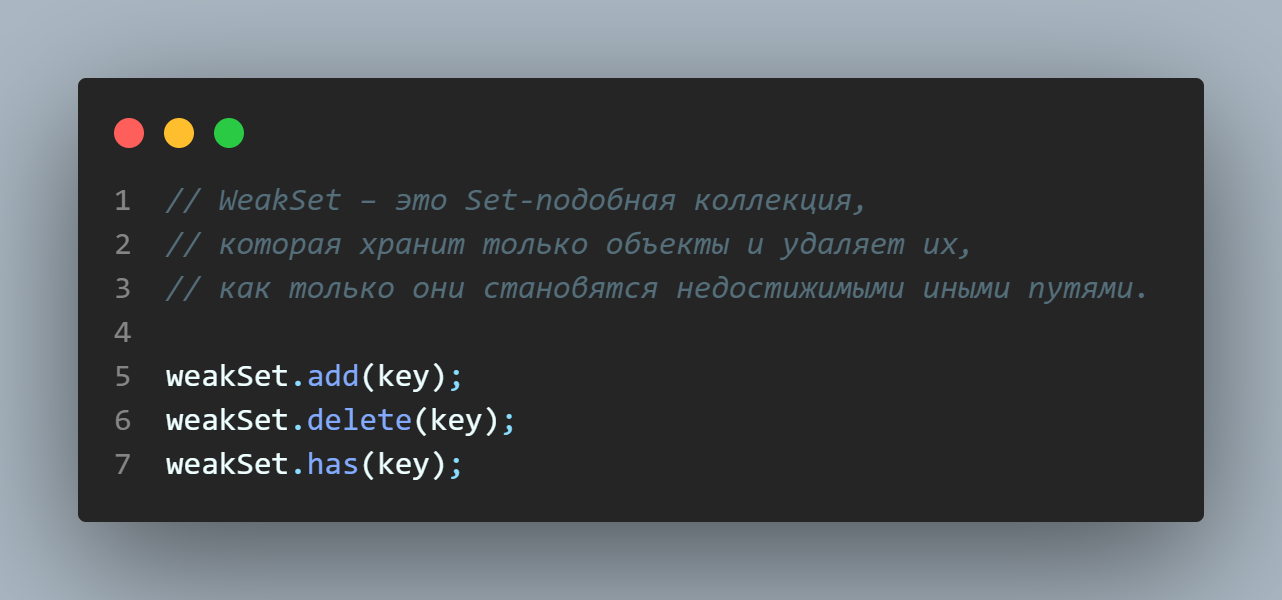 1 // WeakSet – это Set-подобная коллекция,
2 // которая хранит только объекты и удаляет их,
3 // как только они становятся недостижимыми иными путями.
4
5 weakSet.add(key);
6 weakSet.delete(key);
7 weakSet.has(key);